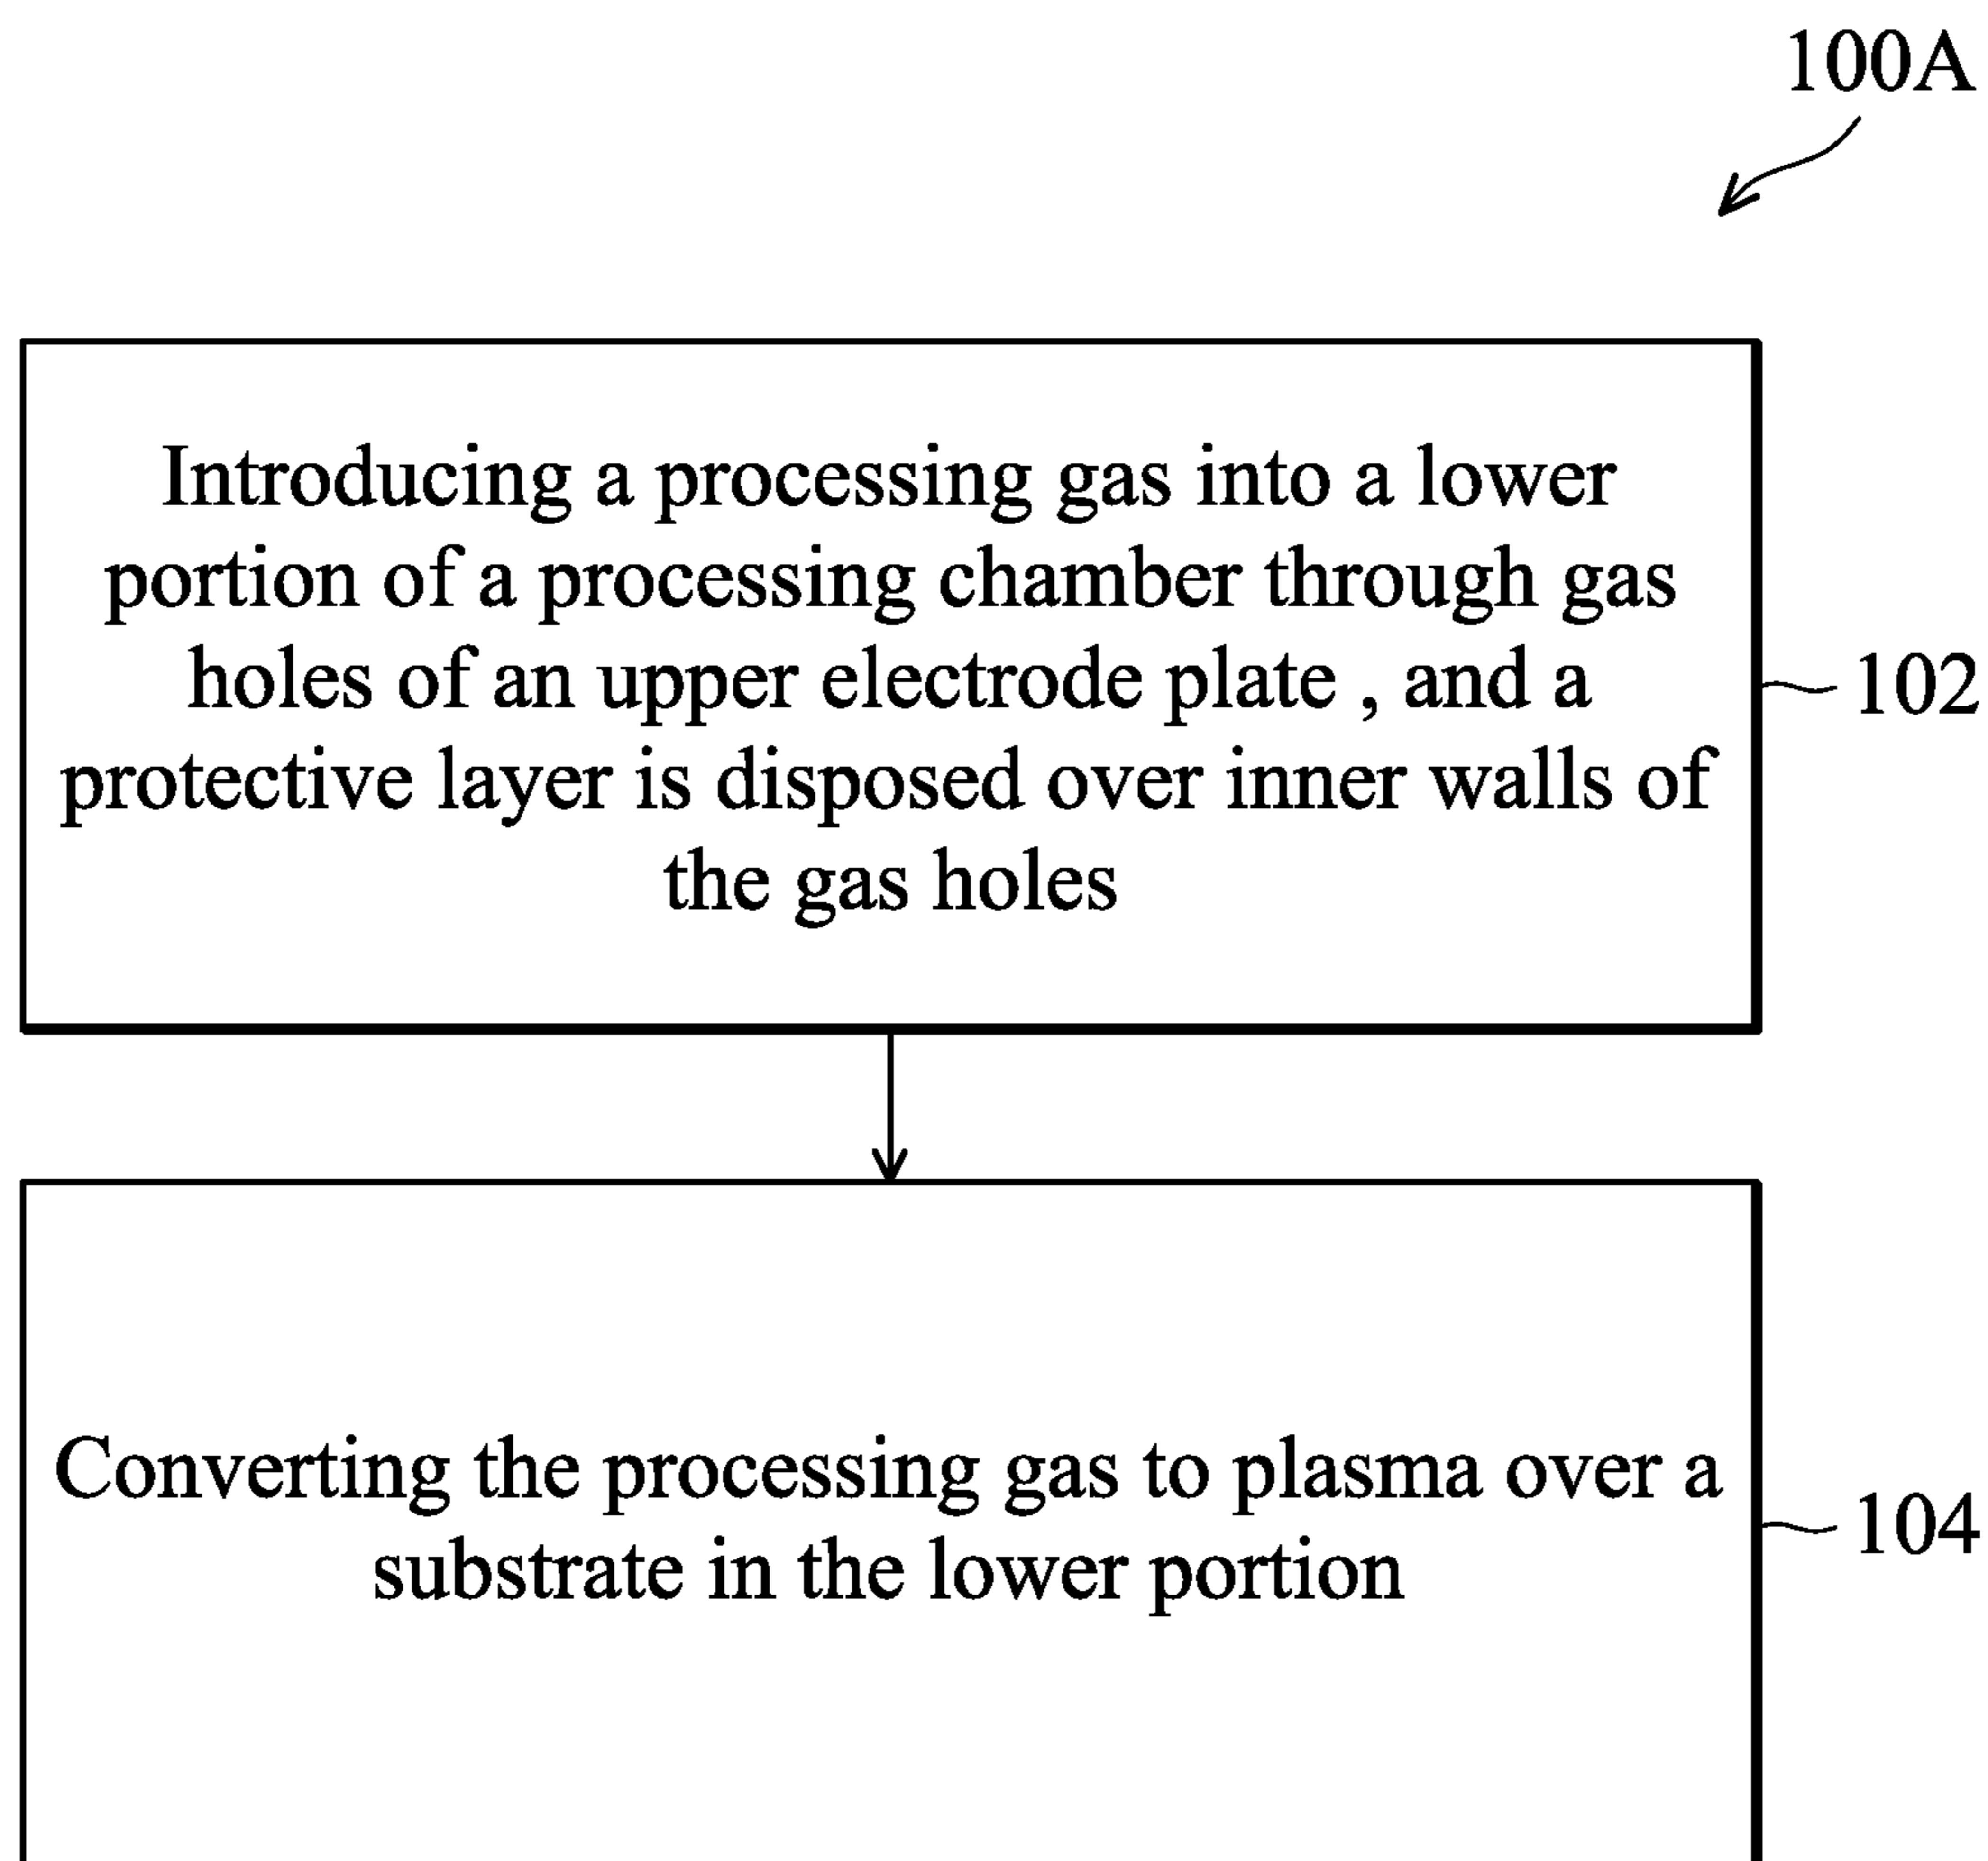 100A
Introducing a processing gas into a lower
portion of a processing chamber through gas
holes of an upper electrode plate , and a
protective layer is disposed over inner walls of
the gas holes
102
Converting the processing gas to plasma over a
substrate in the lower portion
104